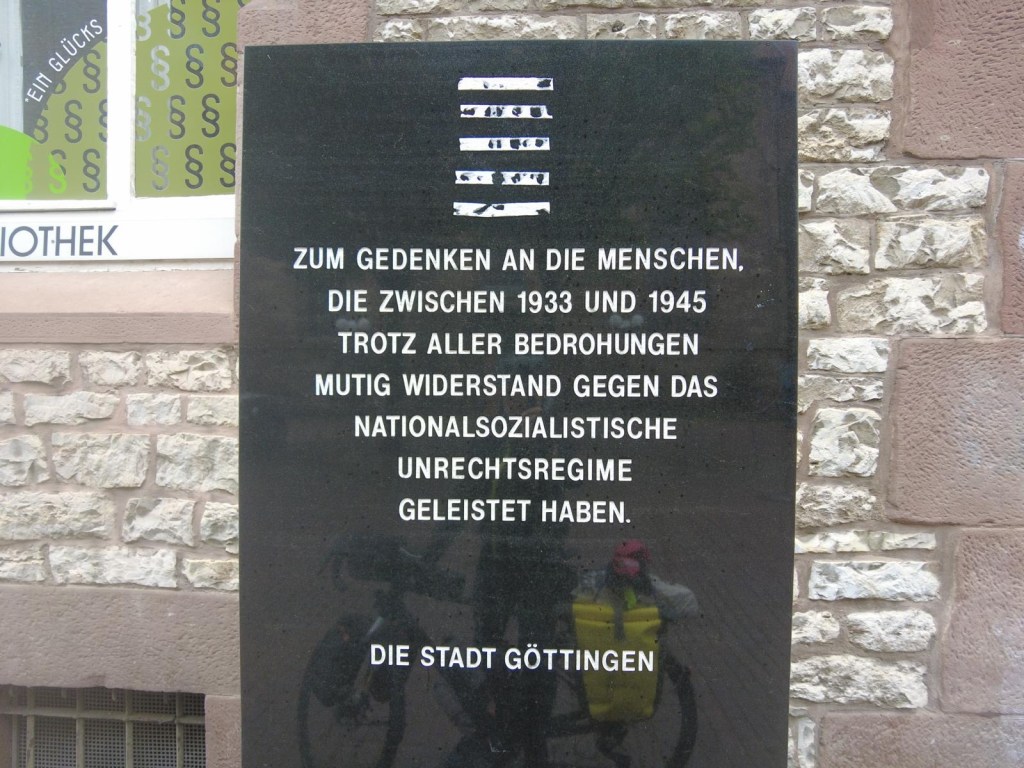 "EIN GLÜCKS
IOTHEK
ZUM GEDENKEN AN DIE MENSCHEN,
DIE ZWISCHEN 1933 UND 1945
TROTZ ALLER BEDROHUNGEN
MUTIG WIDERSTAND GEGEN DAS
NATIONALSOZIALISTISCHE
UNRECHTSREGIME
GELEISTET HABEN.
DIE STADT GÖTTINGEN